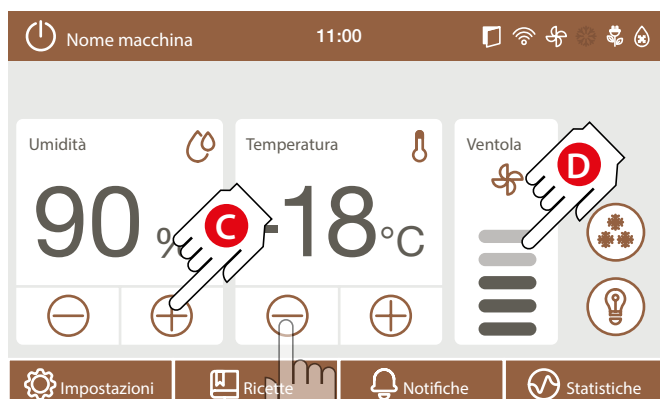 Nome macchina 11:00
Umidità Temperatura Ventola
D
C
90 % -18°C
Impostazioni Ricette Notifiche Statistiche